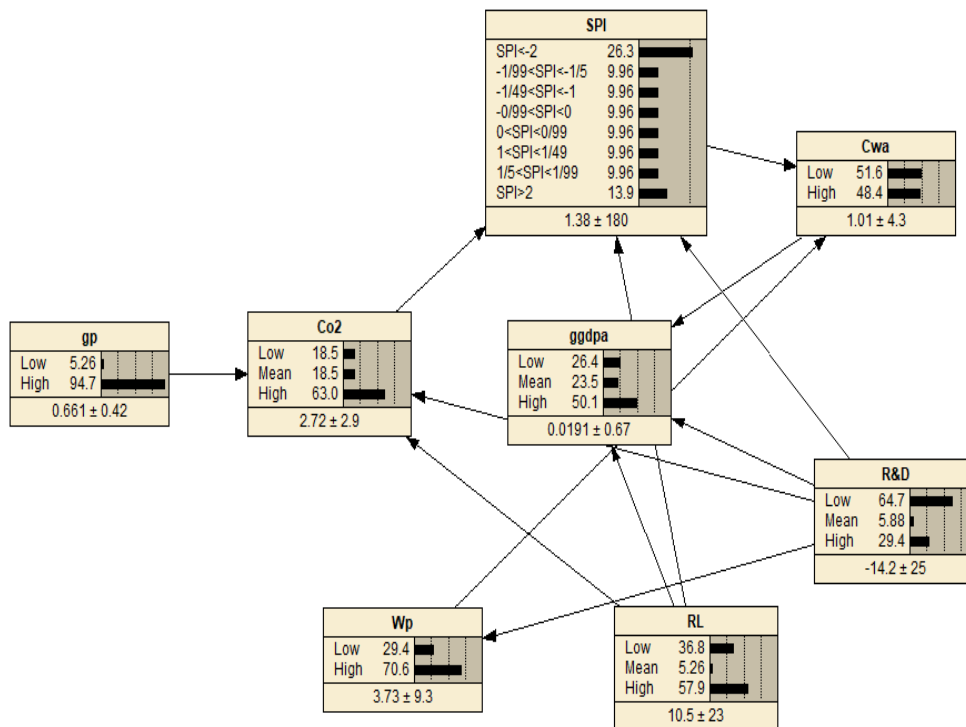 SPI
SPI<-2 26.3
-1/99<SPI<-1/5 9.96
-1/49<SPI<-1 9.96
-0/99<SPI<0 9.96
0<SPI<0/99 9.96
1<SPI<1/49 9.96
1/5<SPI<1/99 9.96
SPI>2 13.9
1.38 ± 180
Cwa
Low 51.6
High 48.4
1.01 ± 4.3
gp
Low 5.26
High 94.7
0.661 ± 0.42
Co2
Low 18.5
Mean 18.5
High 63.0
2.72 ± 2.9
ggdpa
Low 26.4
Mean 23.5
High 50.1
0.0191 ± 0.67
R&D
Low 64.7
Mean 5.88
High 29.4
-14.2 ± 25
Wp
Low 29.4
High 70.6
3.73 ± 9.3
RL
Low 36.8
Mean 5.26
High 57.9
10.5 ± 23